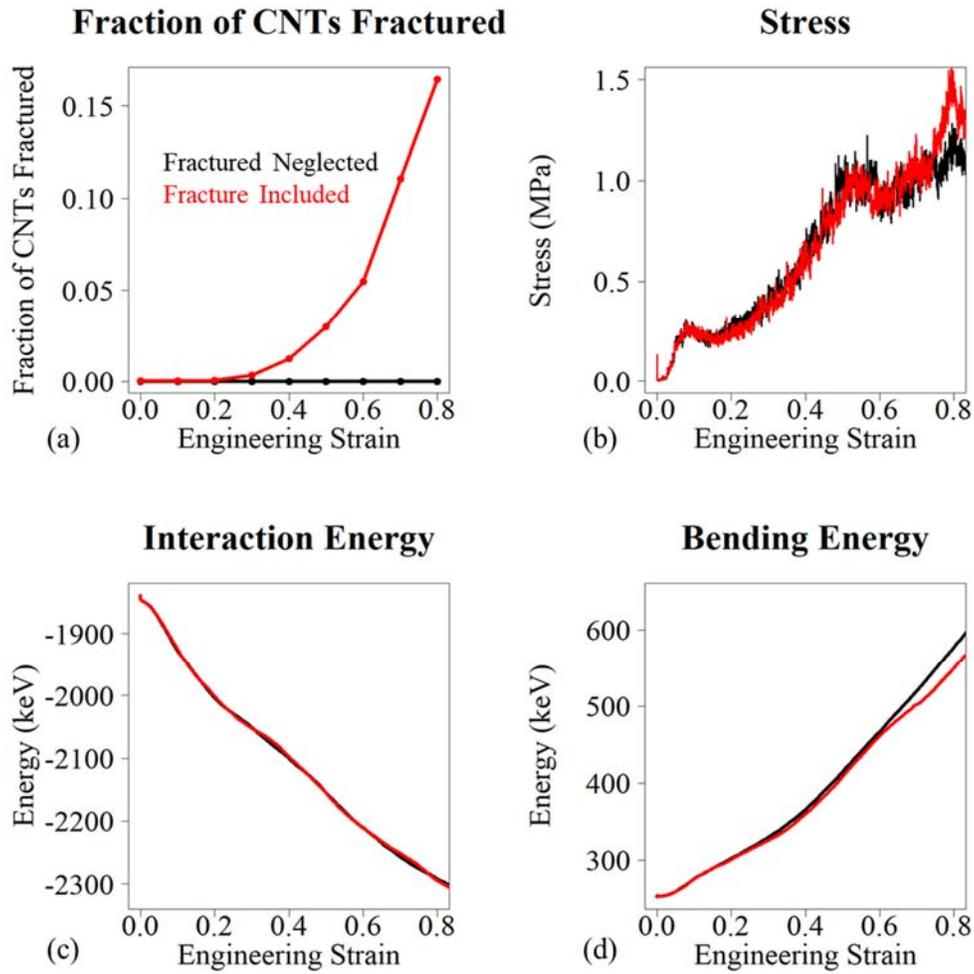 Fraction of CNTs Fractured
Fraction of CNTs Fractured
0.15
0.10
0.05
0.00
Fractured Neglected
Fracture Included
0.0 0.2 0.4 0.6 0.8
Engineering Strain
(a)
Stress
Stress (MPa)
1.5
1.0
0.5
0.0
0.0 0.2 0.4 0.6 0.8
Engineering Strain
(b)
Interaction Energy
Energy (keV)
-1900
-2000
-2100
-2200
-2300
0.0 0.2 0.4 0.6 0.8
Engineering Strain
(c)
Bending Energy
Energy (keV)
600
500
400
300
0.0 0.2 0.4 0.6 0.8
Engineering Strain
(d)